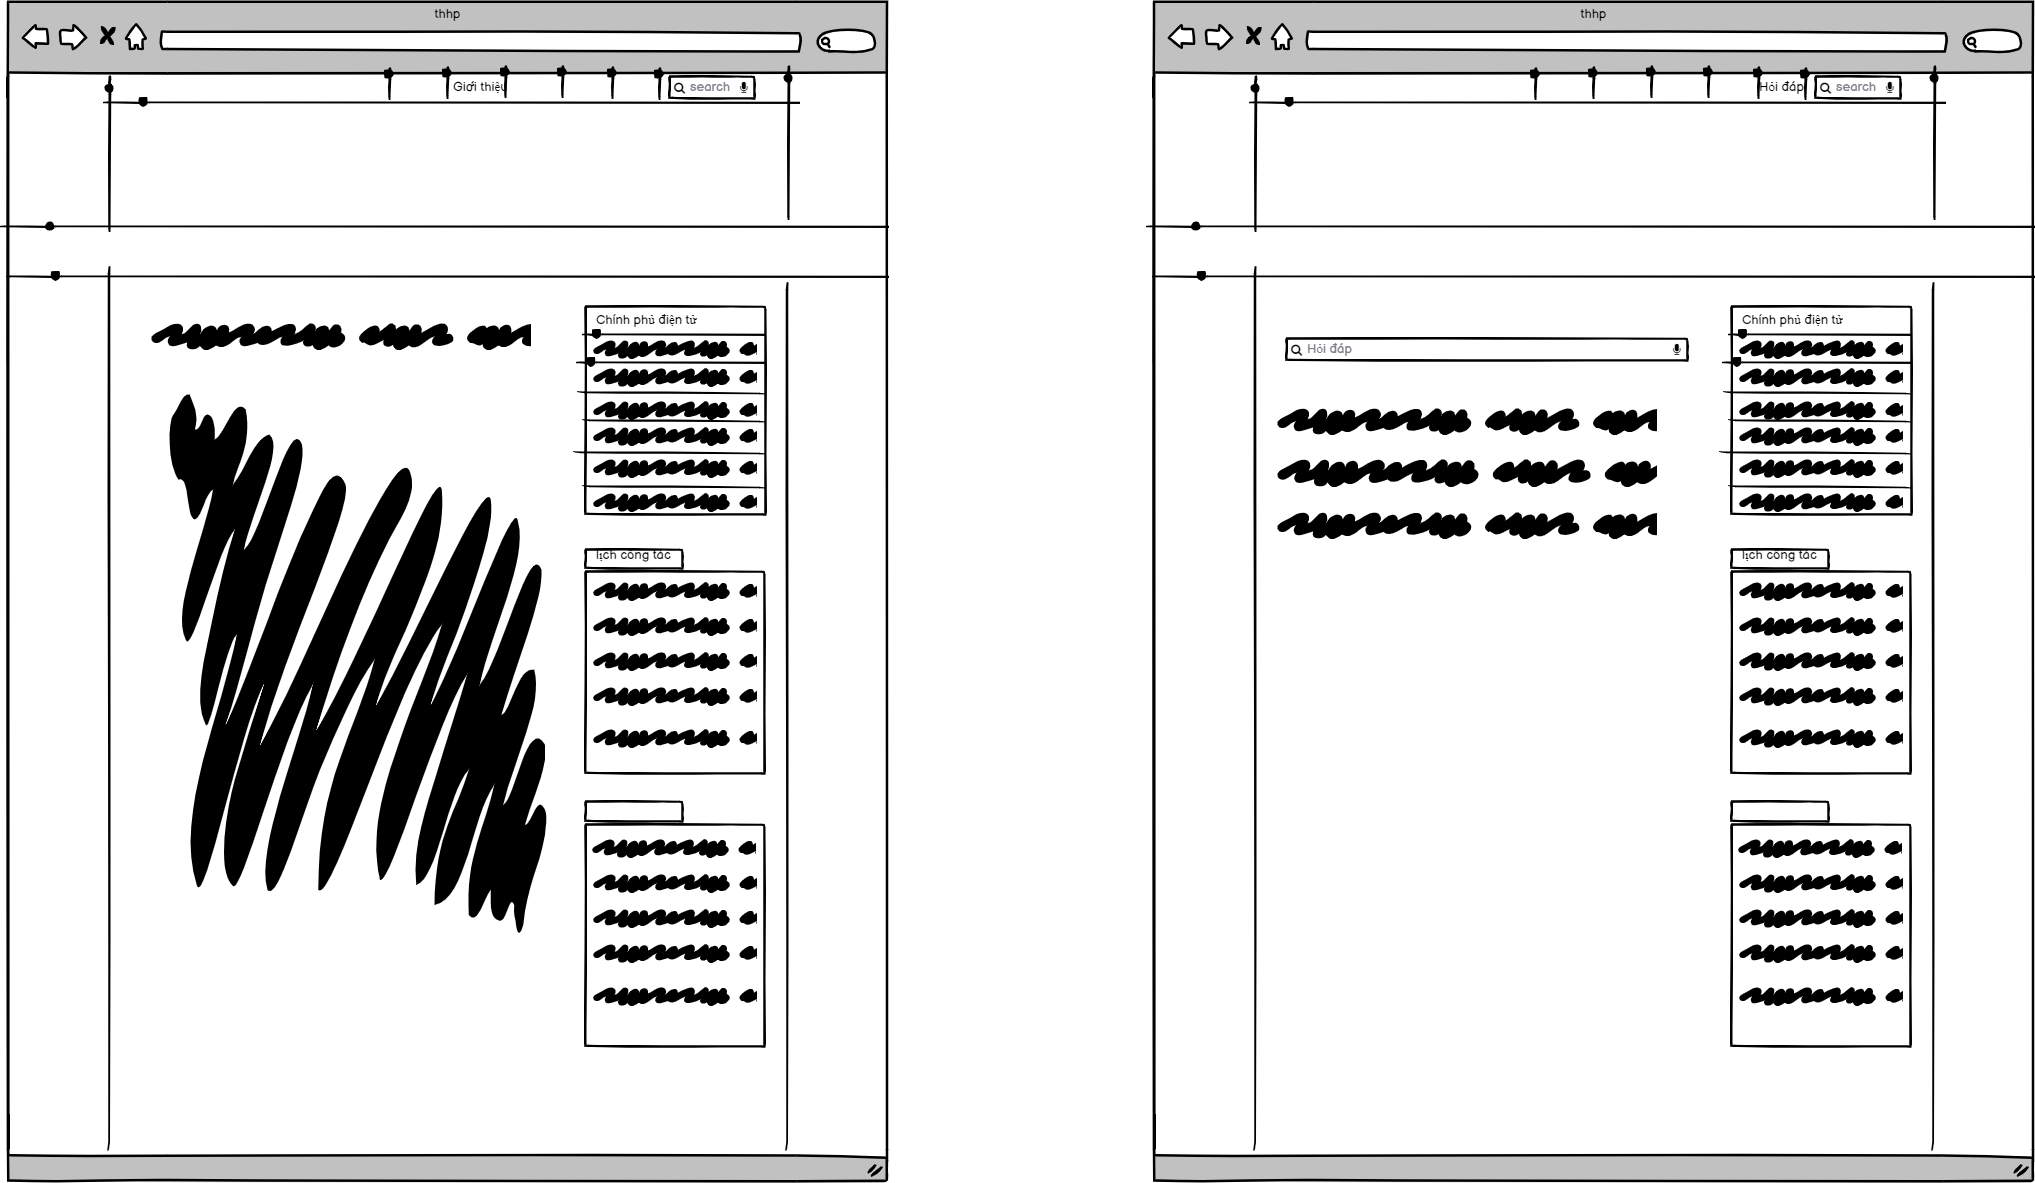 thhp
Giới thiệu
search
Chính phủ điện tử
lịch công tác
thhp
Hỏi đáp
search
Hỏi đáp
Chính phủ điện tử
lịch công tác